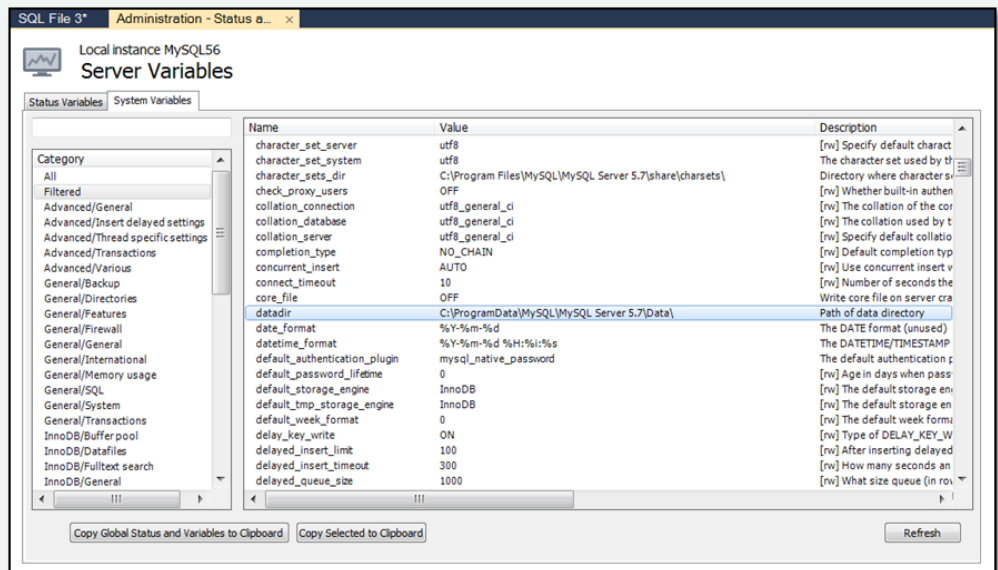 SQL File 3* Administration - Status a... ×
Local instance MySQL56
Server Variables
Status Variables System Variables
Category
All
Filtered
Advanced/General
Advanced/Insert delayed settings
Advanced/Thread specific settings
Advanced/Transactions
Advanced/Various
General/Backup
General/Directories
General/Features
General/Firewall
General/General
General/International
General/Memory usage
General/SQL
General/System
General/Transactions
InnoDB/Buffer pool
InnoDB/Datafiles
InnoDB/Fulltext search
InnoDB/General
Name Value Description
character_set_server utf8 [rw] Specify default charact
character_set_system utf8 The character set used by th
character_sets_dir C:\Program Files\MySQL\MySQL Server 5.7\share\charsets\ Directory where character se
check_proxy_users OFF [rw] Whether built-in authen
collation_connection utf8_general_ci [rw] The collation of the cor
collation_database utf8_general_ci [rw] The collation used by t
collation_server utf8_general_ci [rw] Specify default collatio
completion_type NO_CHAIN [rw] Default completion typ
concurrent_insert AUTO [rw] Use concurrent insert w
connect_timeout 10 [rw] Number of seconds the
core_file OFF Write core file on server cra
datadir C:\ProgramData\MySQL\MySQL Server 5.7\Data\ Path of data directory
date_format %Y-%m-%d The DATE format (unused)
datetime_format %Y-%m-%d %H:%i:%s The DATETIME/TIMESTAMP
default_authentication_plugin mysql_native_password The default authentication p
default_password_lifetime 0 [rw] Age in days when pass
default_storage_engine InnoDB [rw] The default storage en
default_tmp_storage_engine InnoDB [rw] The default storage en
default_week_format 0 [rw] The default week forma
delay_key_write ON [rw] Type of DELAY_KEY_W
delayed_insert_limit 100 [rw] After inserting delayed
delayed_insert_timeout 300 [rw] How many seconds an
delayed_queue_size 1000 [rw] What size queue (in rov
Copy Global Status and Variables to Clipboard Copy Selected to Clipboard Refresh